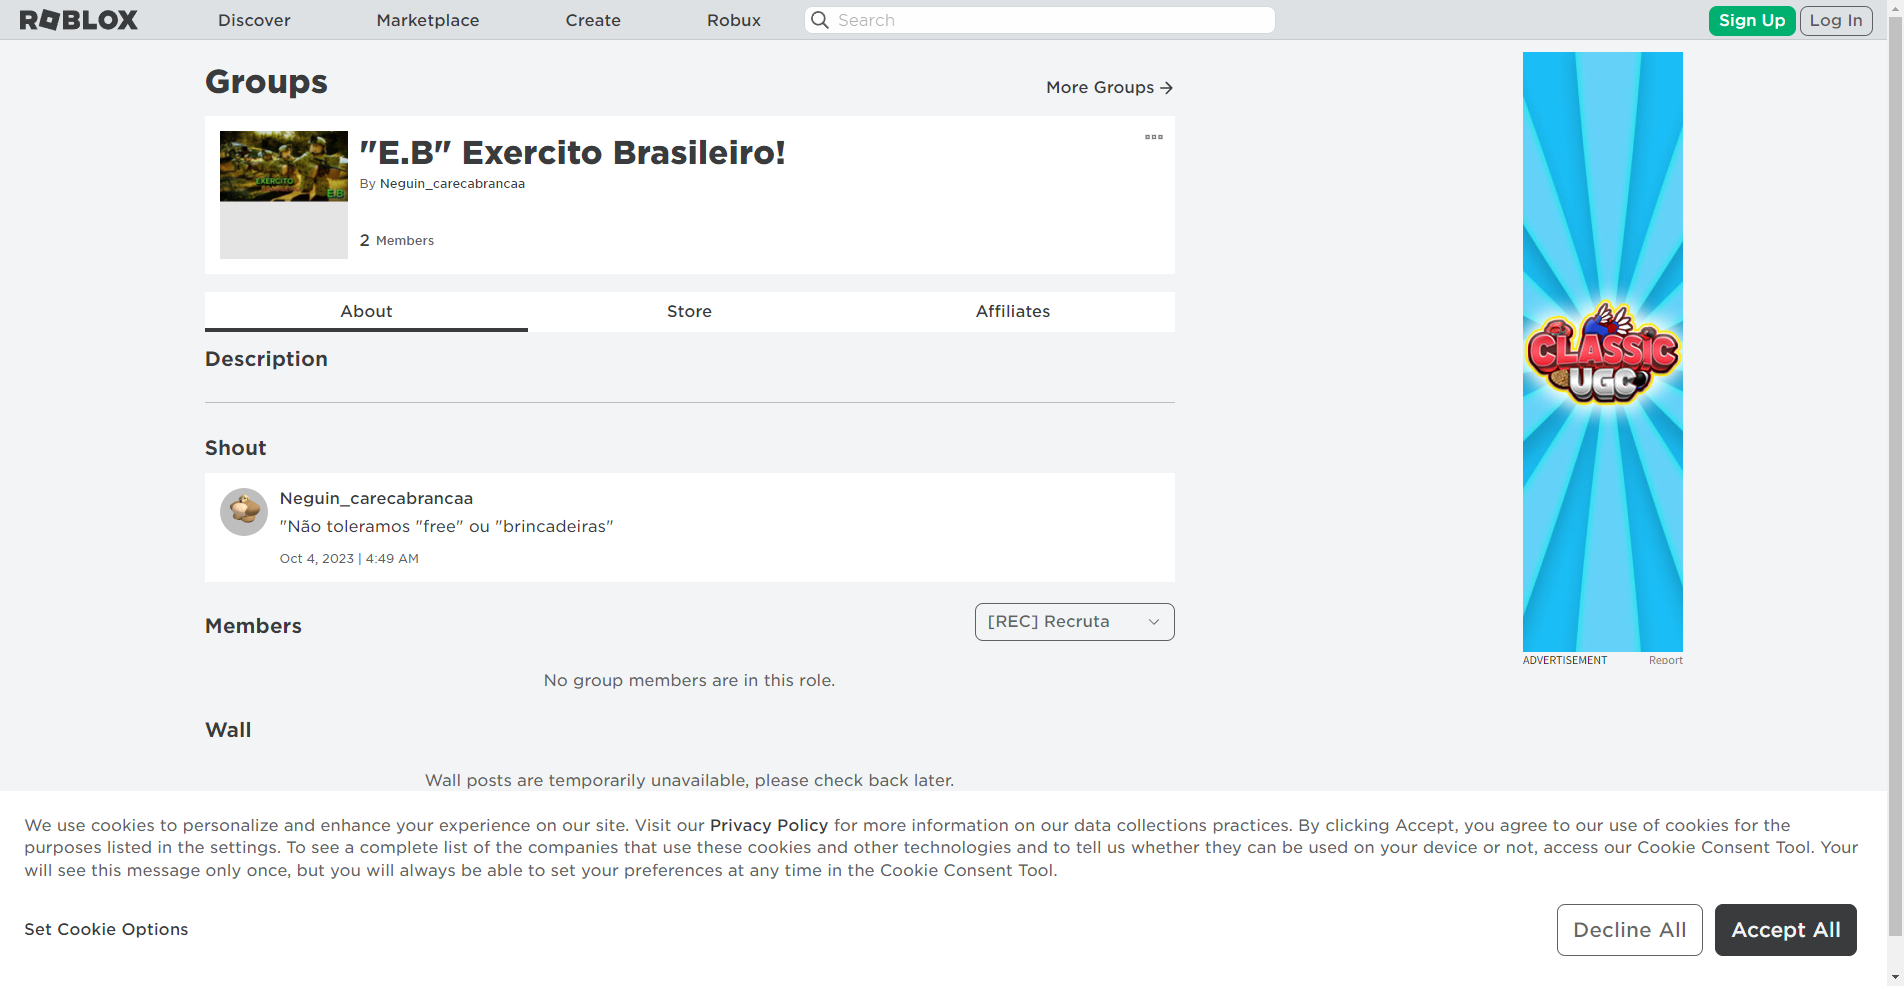 ROBLOX
Discover
Marketplace
Create
Robux
Search
Sign Up
Log In
Groups
More Groups
"E.B" Exercito Brasileiro!
By Neguin_carecabrancaa
2 Members
EXERCITO
E.B
About
Store
Affiliates
Description
Shout
Neguin_carecabrancaa
"Não toleramos "free" ou "brincadeiras"
Oct 4, 2023 | 4:49 AM
Members
[REC] Recruta
No group members are in this role.
Wall
Wall posts are temporarily unavailable, please check back later.
CLASSIC
UGC
ADVERTISEMENT
Report
We use cookies to personalize and enhance your experience on our site. Visit our Privacy Policy for more information on our data collections practices. By clicking Accept, you agree to our use of cookies for the
purposes listed in the settings. To see a complete list of the companies that use these cookies and other technologies and to tell us whether they can be used on your device or not, access our Cookie Consent Tool. Your
will see this message only once, but you will always be able to set your preferences at any time in the Cookie Consent Tool.
Set Cookie Options
Decline All
Accept All